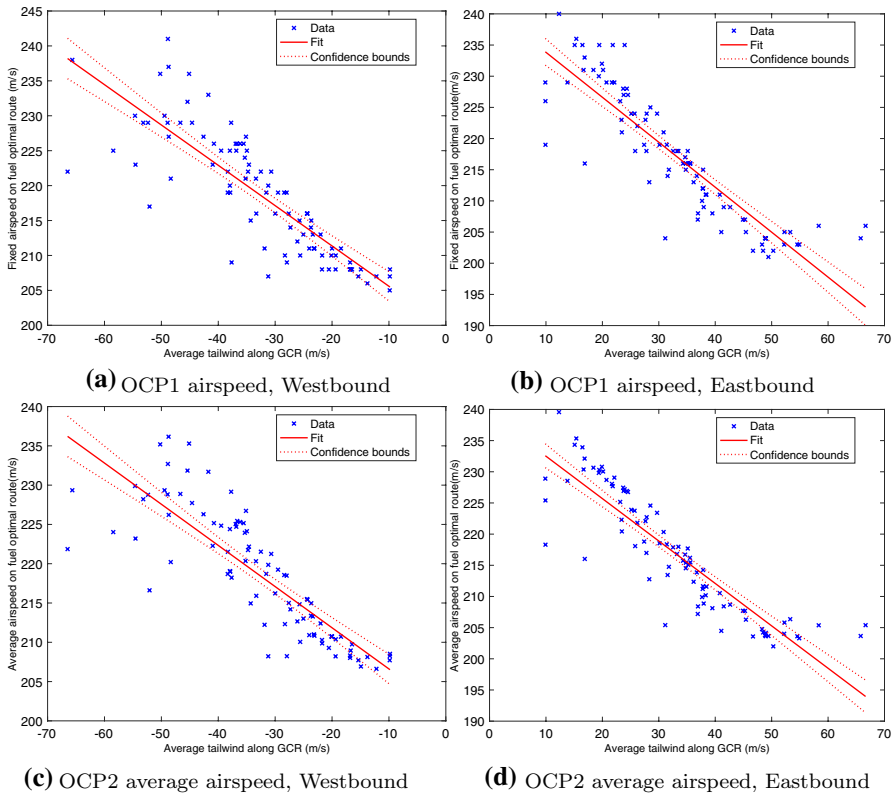 245
240
235
230
225
220
215
210
205
200
Fixed airspeed on fuel optimal route (m/s)
Data
Fit
Confidence bounds
-70 -60 -50 -40 -30 -20 -10 0
Average tailwind along GCR (m/s)
(a) OCP1 airspeed, Westbound
240
235
230
225
220
215
210
205
200
195
190
Fixed airspeed on fuel optimal route(m/s)
Data
Fit
Confidence bounds
0 10 20 30 40 50 60 70
Average tailwind along GCR (m/s)
(b) OCP1 airspeed, Eastbound
240
235
230
225
220
215
210
205
200
Average airspeed on fuel optimal route(m/s)
Data
Fit
Confidence bounds
-70 -60 -50 -40 -30 -20 -10 0
Average tailwind along GCR (m/s)
(c) OCP2 average airspeed, Westbound
240
235
230
225
220
215
210
205
200
195
190
Average airspeed on fuel optimal route(m/s)
Data
Fit
Confidence bounds
0 10 20 30 40 50 60 70
Average tailwind along GCR (m/s)
(d) OCP2 average airspeed, Eastbound